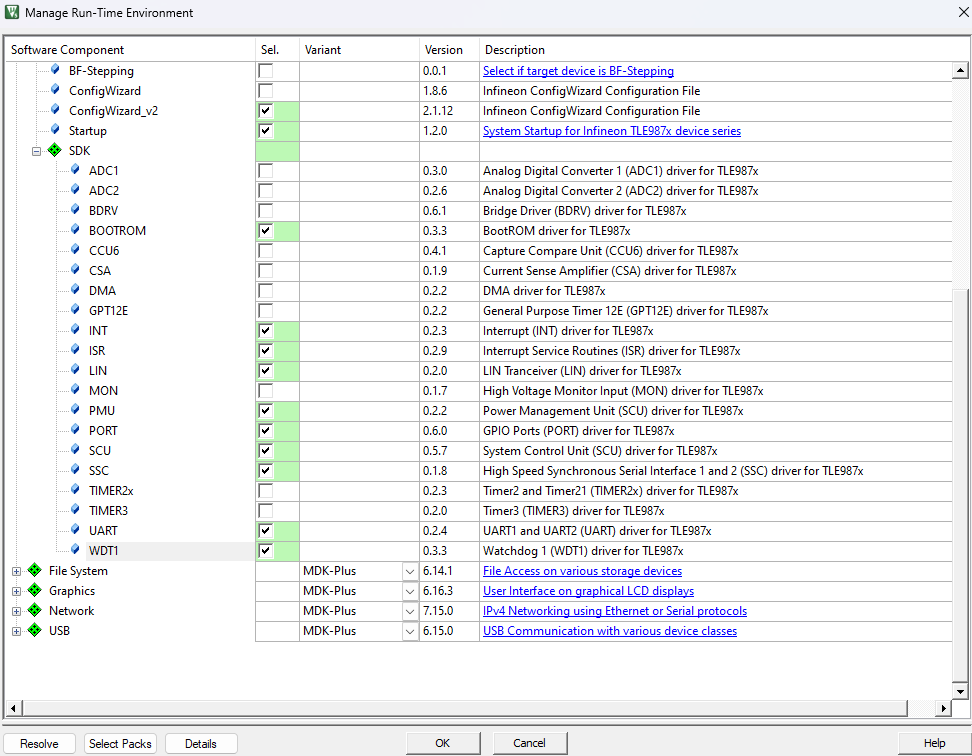 Manage Run-Time Environment
Software Component Sel. Variant Version Description
BF-Stepping 0.0.1 Select if target device is BF-Stepping
ConfigWizard 1.8.6 Infineon ConfigWizard Configuration File
ConfigWizard_v2 2.1.12 Infineon ConfigWizard Configuration File
Startup 1.2.0 System Startup for Infineon TLE987x device series
SDK
ADC1 0.3.0 Analog Digital Converter 1 (ADC1) driver for TLE987x
ADC2 0.2.6 Analog Digital Converter 2 (ADC2) driver for TLE987x
BDRV 0.6.1 Bridge Driver (BDRV) driver for TLE987x
BOOTROM 0.3.3 BootROM driver for TLE987x
CCU6 0.4.1 Capture Compare Unit (CCU6) driver for TLE987x
CSA 0.1.9 Current Sense Amplifier (CSA) driver for TLE987x
DMA 0.2.2 DMA driver for TLE987x
GPT12E 0.2.2 General Purpose Timer 12E (GPT12E) driver for TLE987x
INT 0.2.3 Interrupt (INT) driver for TLE987x
ISR 0.2.9 Interrupt Service Routines (ISR) driver for TLE987x
LIN 0.2.0 LIN Tranceiver (LIN) driver for TLE987x
MON 0.1.7 High Voltage Monitor Input (MON) driver for TLE987x
PMU 0.2.2 Power Management Unit (SCU) driver for TLE987x
PORT 0.6.0 GPIO Ports (PORT) driver for TLE987x
SCU 0.5.7 System Control Unit (SCU) driver for TLE987x
SSC 0.1.8 High Speed Synchronous Serial Interface 1 and 2 (SSC) driver for TLE987x
TIMER2x 0.2.3 Timer2 and Timer21 (TIMER2x) driver for TLE987x
TIMER3 0.2.0 Timer3 (TIMER3) driver for TLE987x
UART 0.2.4 UART1 and UART2 (UART) driver for TLE987x
WDT1 0.3.3 Watchdog 1 (WDT1) driver for TLE987x
File System MDK-Plus 6.14.1 File Access on various storage devices
Graphics MDK-Plus 6.16.3 User Interface on graphical LCD displays
Network MDK-Plus 7.15.0 IPv4 Networking using Ethernet or Serial protocols
USB MDK-Plus 6.15.0 USB Communication with various device classes
Resolve Select Packs Details OK Cancel Help